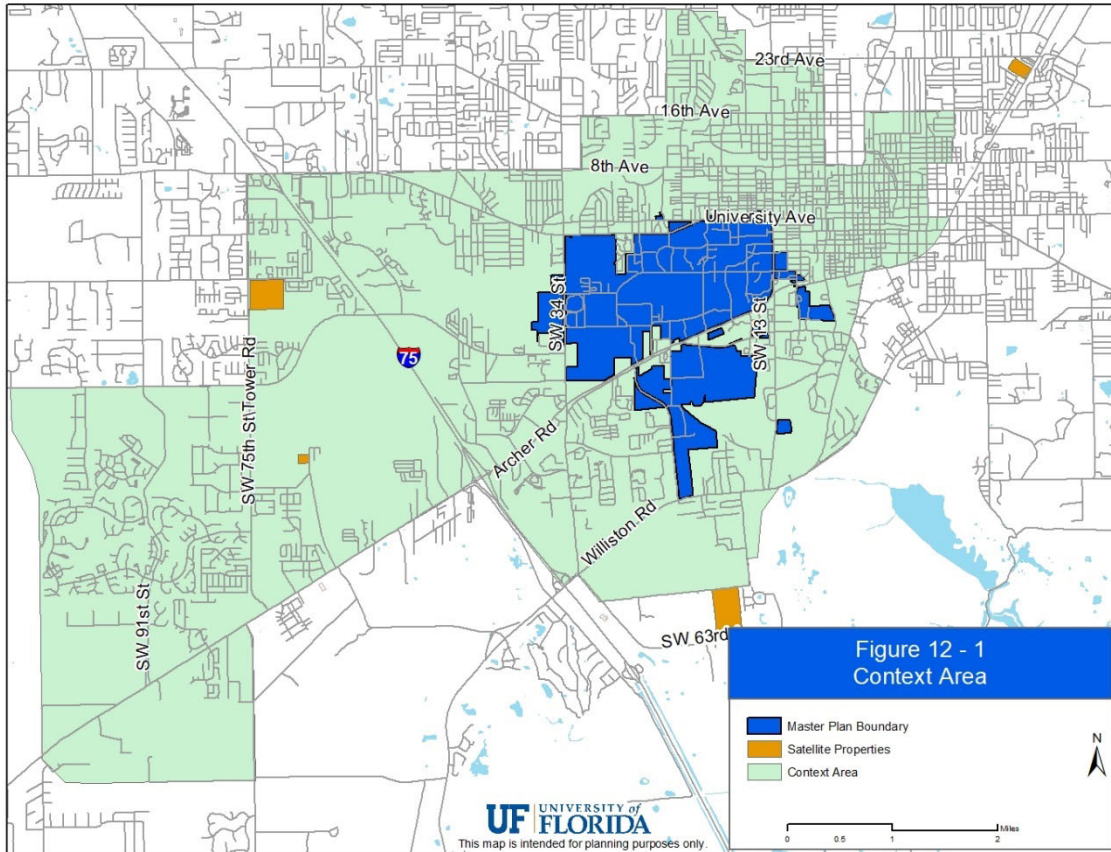 23rd Ave
16th Ave
8th Ave
University Ave
SW 34 St
SW 13 St
75
SW 75th St\Tower Rd
Archer Rd
Williston Rd
SW 91st St
SW 63rd
Figure 12 - 1
Context Area
Master Plan Boundary
Satellite Properties
Context Area
N
Miles
0 0.5 1 2
UF UNIVERSITY of FLORIDA
This map is intended for planning purposes only.